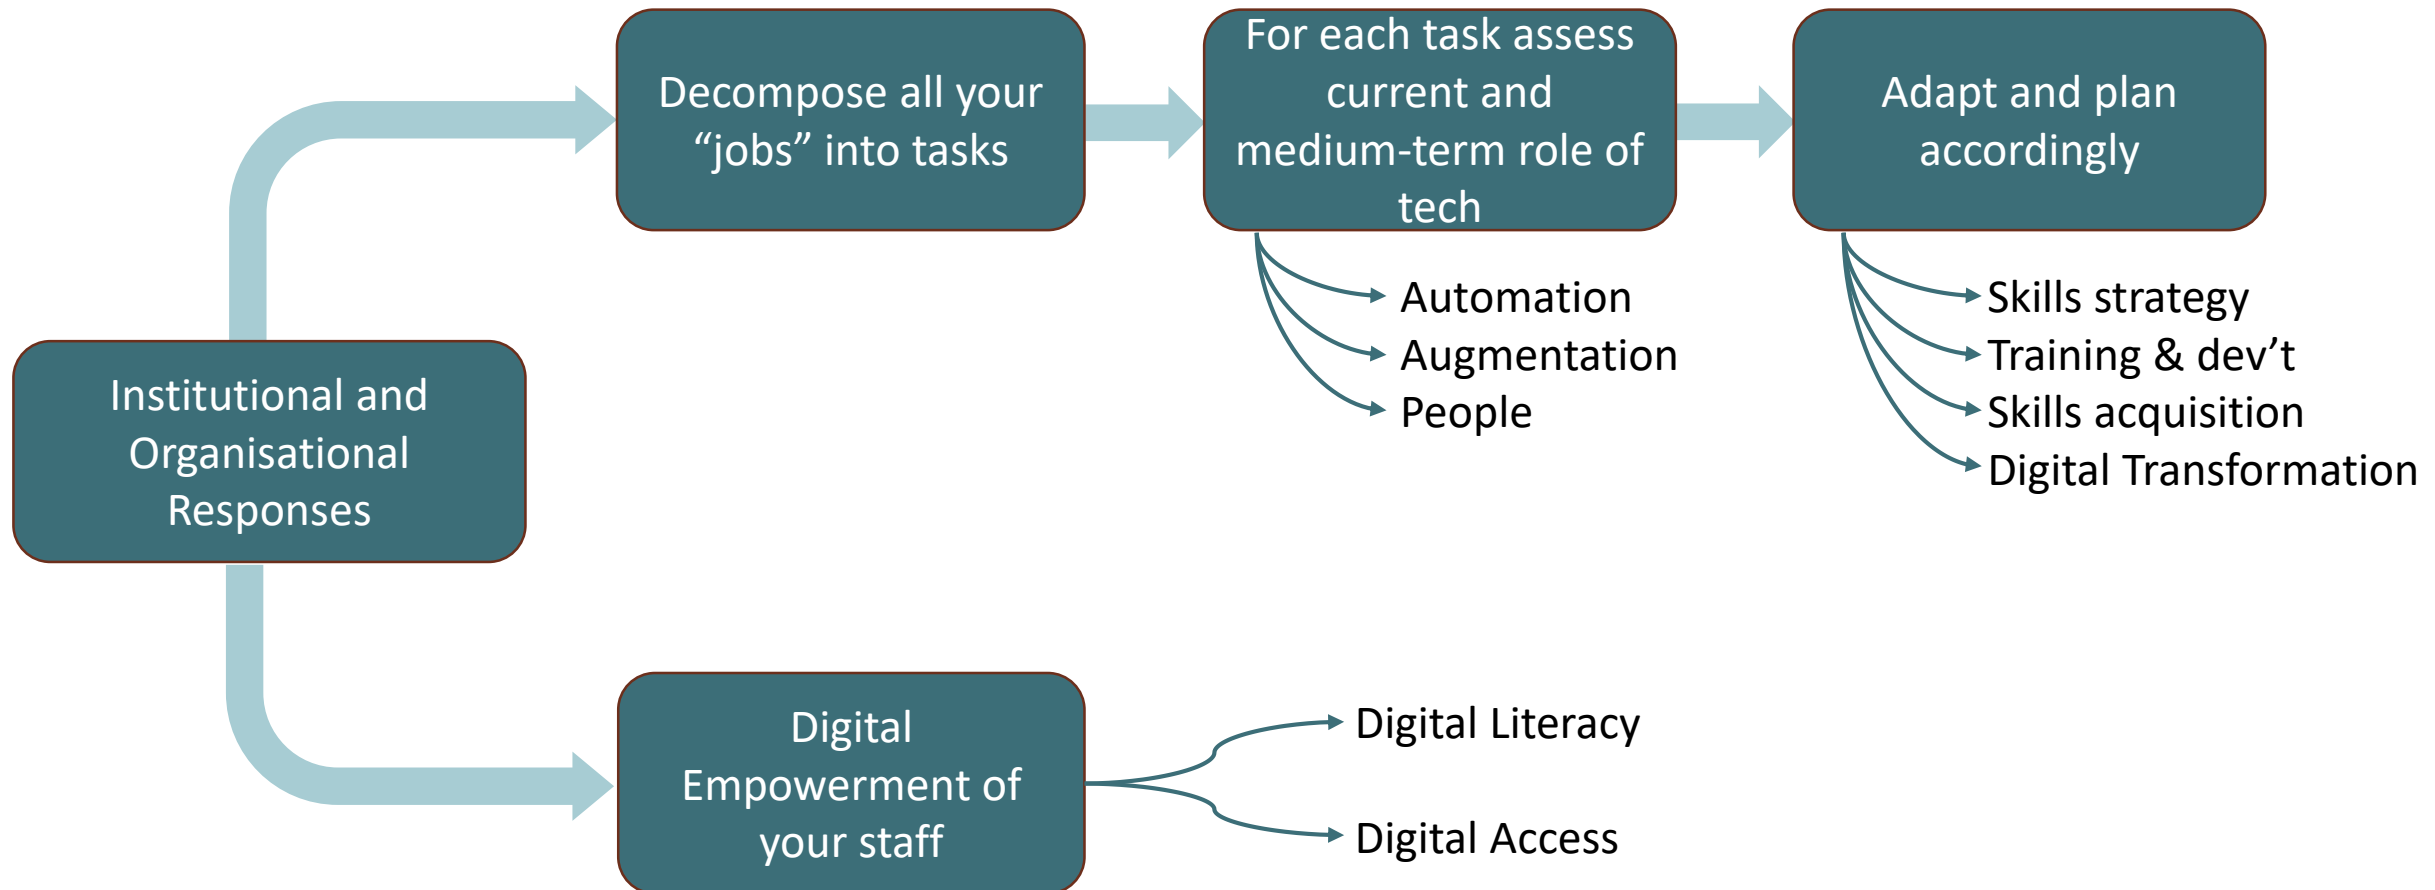 Institutional and
Organisational
Responses
Decompose all your
“jobs” into tasks
For each task assess
current and
medium-term role of
tech
Automation
Augmentation
People
Adapt and plan
accordingly
Skills strategy
Training & dev’t
Skills acquisition
Digital Transformation
Digital
Empowerment of
your staff
Digital Literacy
Digital Access